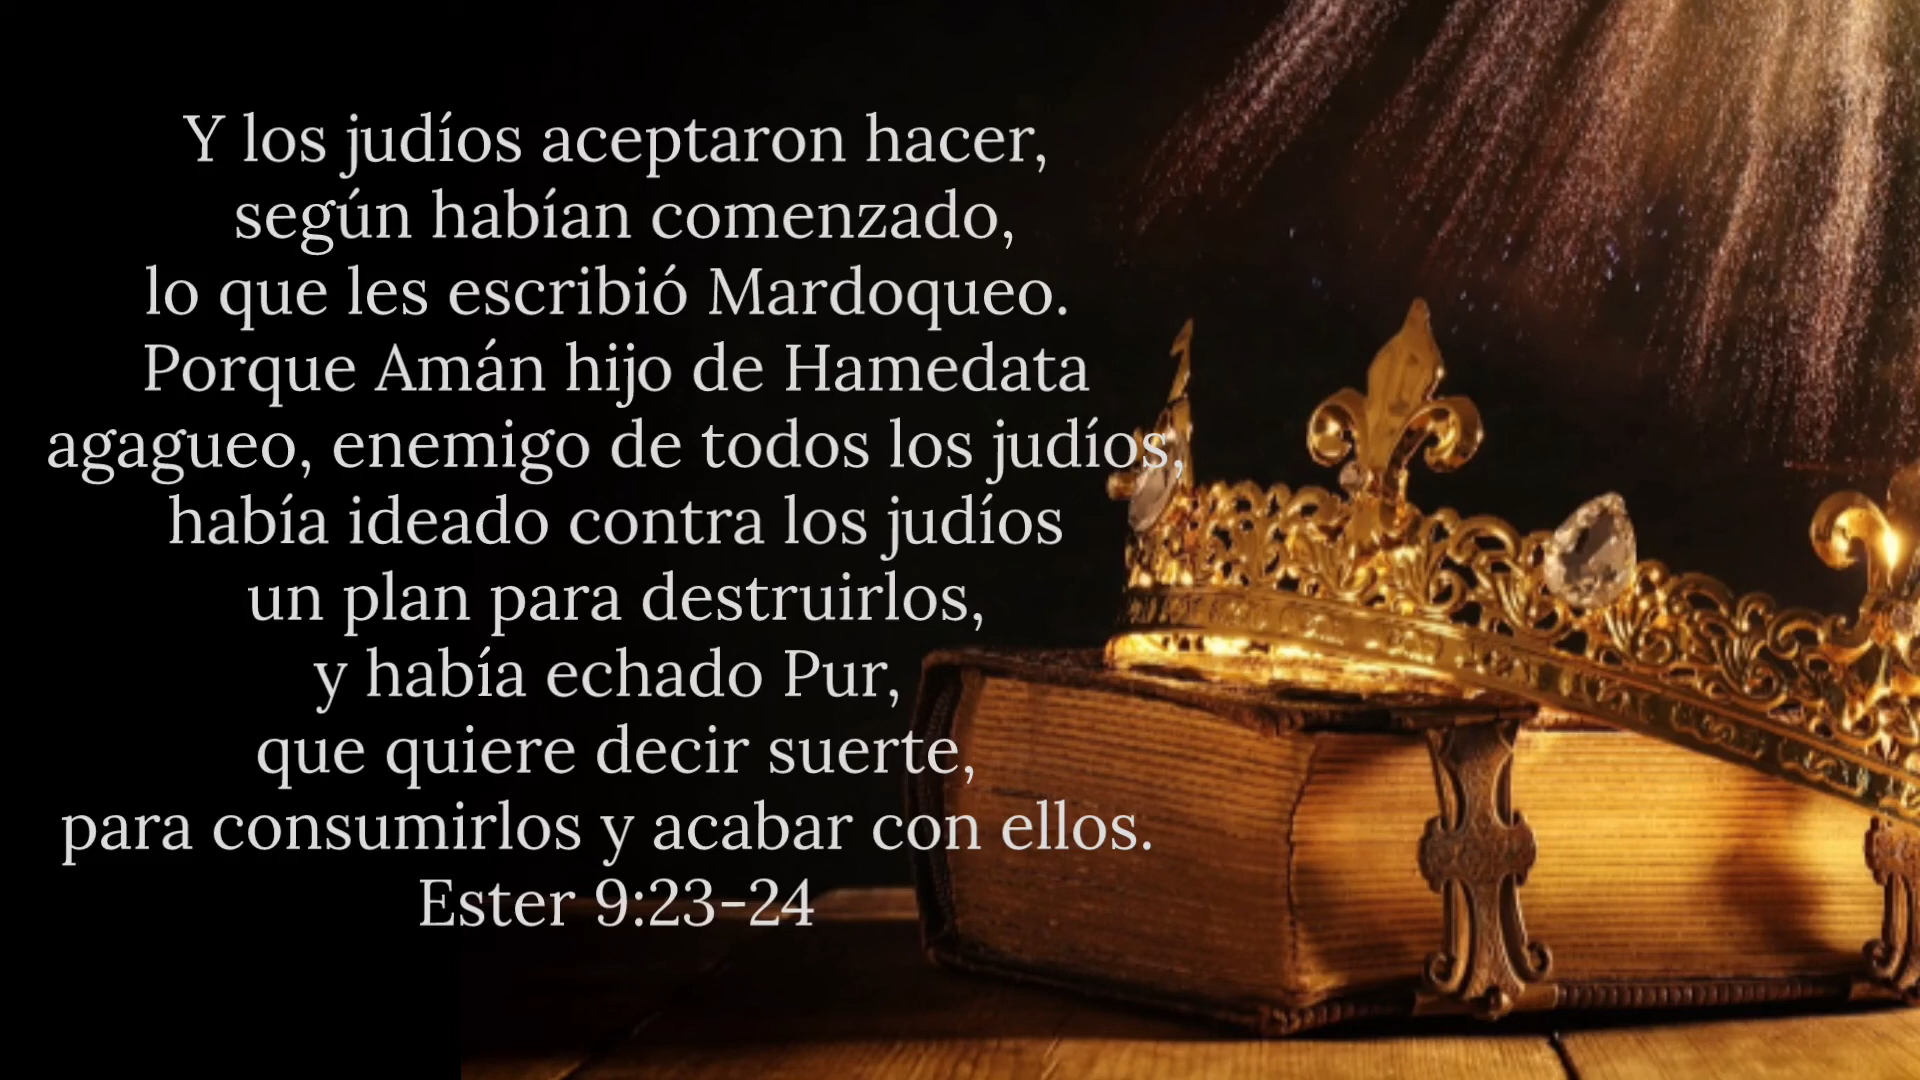 Y los judíos aceptaron hacer,
según habían comenzado,
lo que les escribió Mardoqueo.
Porque Amán hijo de Hamedata
agagueo, enemigo de todos los judíos,
había ideado contra los judíos
un plan para destruirlos,
y había echado Pur,
que quiere decir suerte,
para consumirlos y acabar con ellos.
Ester 9:23-24